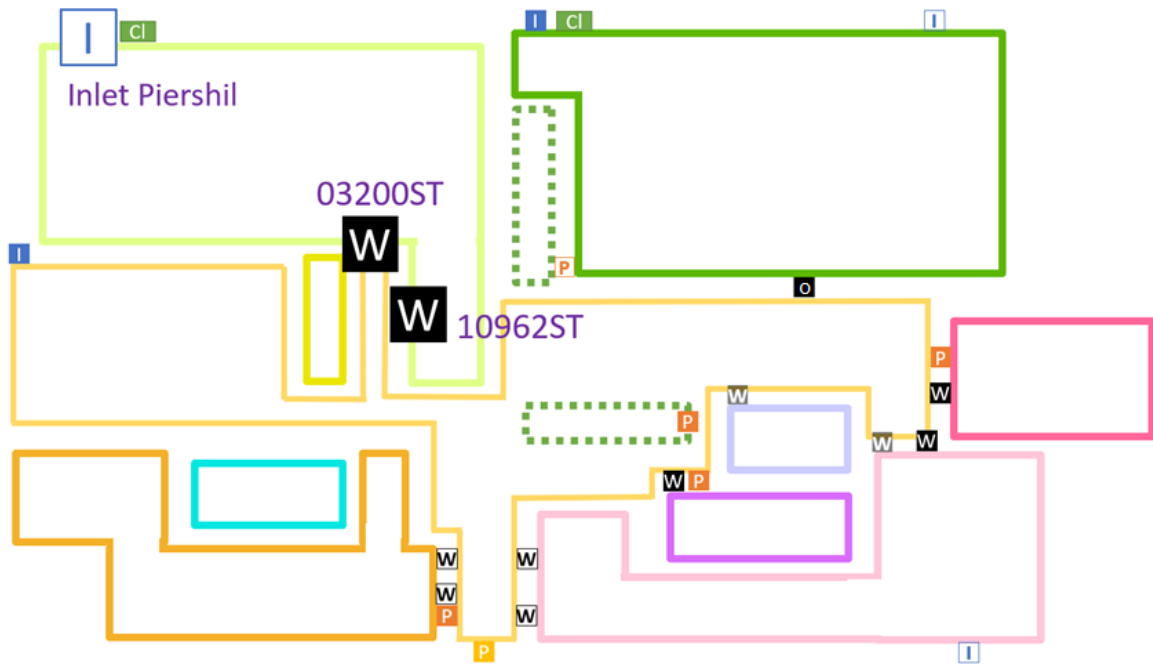 I Cl I Cl I
Inlet Piershil
03200ST
I W
P
O
W 10962ST
P
W W
P
W W
W P
W W
W W
P
P I